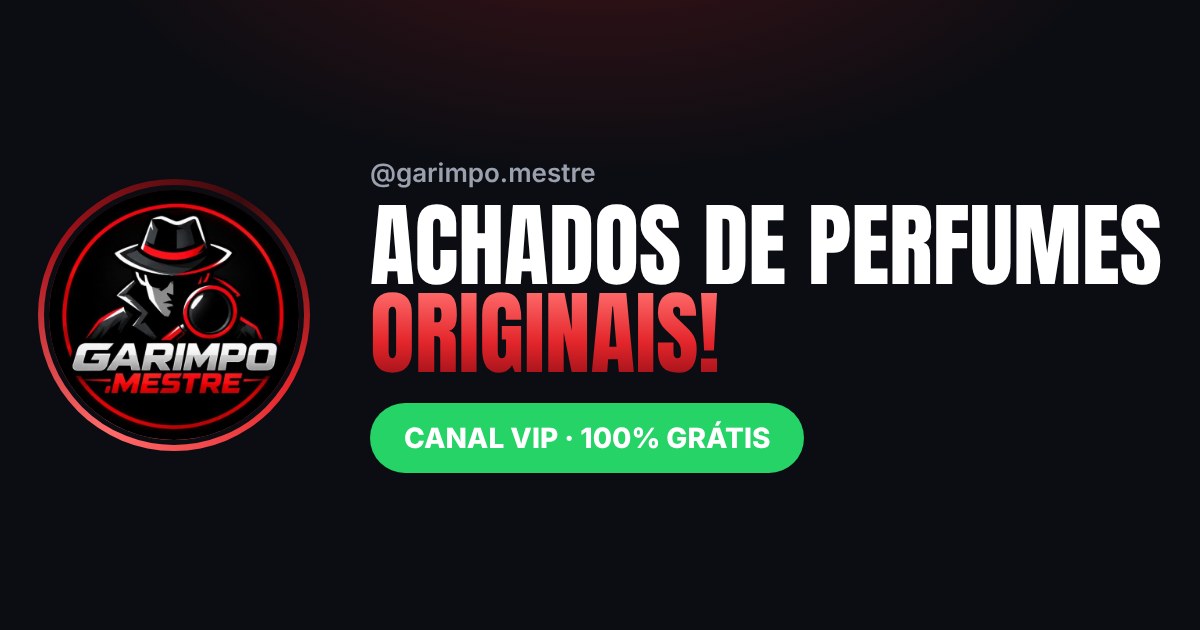 @garimpo.mestre
ACHADOS DE PERFUMES
ORIGINAIS!
GARIMPO
.MESTRE
CANAL VIP · 100% GRÁTIS